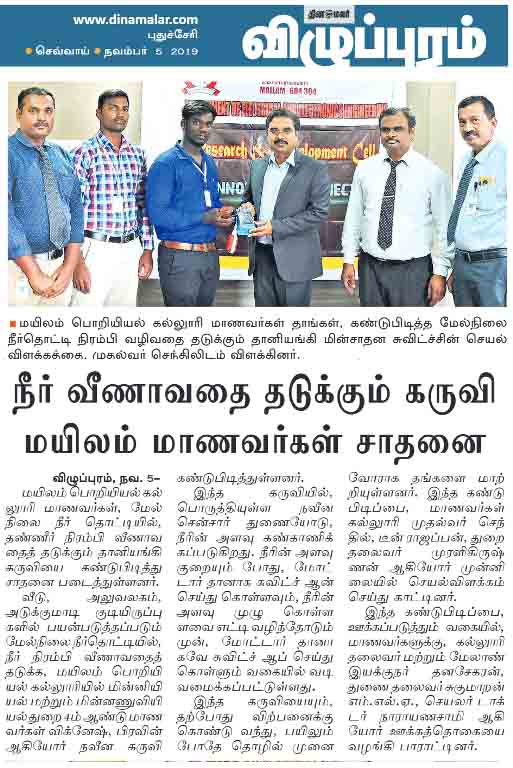 www.dinamalar.com
புதுச்சேரி
• செவ்வாய் • நவம்பர் 5 2019
தினமலர்
விழுப்புரம்
MAILAM 604 304
Research & Development Cell
■ மயிலம் பொறியியல் கல்லூரி மாணவர்கள் தாங்கள், கண்டுபிடித்த மேல்நிலை
நீர்தொட்டி நிரம்பி வழிவதை தடுக்கும் தானியங்கி மின்சாதன சுவிட்ச்சின் செயல்
விளக்கக்தை, முதல்வர் செந்திலிடம் விளக்கினர்.
நீர் வீணாவதை தடுக்கும் கருவி
மயிலம் மாணவர்கள் சாதனை
விழுப்புரம், நவ. 5–
மயிலம் பொறியியல் கல்
லூரி மாணவர்கள், மேல்
நிலை நீர் தொட்டியில்,
தண்ணீர் நிரம்பி வீணாவ
தைத் தடுக்கும் தானியங்கி
கருவியை கண்டுபிடித்து
சாதனை படைத்துள்ளனர்.
வீடு, அலுவலகம்,
அடுக்குமாடி குடியிருப்பு
களில் பயன்படுத்தப்படும்
மேல்நிலை நீர்தொட்டியில்,
நீர் நிரம்பி வீணாவதைத்
தடுக்க, மயிலம் பொறியி
யல் கல்லூரியில் மின்னிய
யல் மற்றும் மின்னணுவிய
யல் துறை 4ம் ஆண்டு மாண
வர்கள் விக்னேஷ், பிரவின்
ஆகியோர் நவீன கருவி
கண்டுபிடித்துள்ளனர்.
இந்த கருவியில்,
பொருத்தியுள்ள நவீன
சென்சார் துணையோடு,
நீரின் அளவு கண்காணிக்
கப்படுகிறது. நீரின் அளவு
குறையும் போது, மோட்
டார் தானாக சுவிட்ச் ஆன்
செய்து கொள்ளவும், நீரின்
அளவு முழு கொள்ள
ளவை எட்டி வழிந்தோடும்
முன், மோட்டார் தானா
கவே சுவிட்ச் ஆப் செய்து
கொள்ளும் வகையில் வடி
வமைக்கப்பட்டுள்ளது.
இந்த கருவியையும்,
தற்போது விற்பனைக்கு
கொண்டு வந்து, பயிலும்
போதே தொழில் முனை
வோராக தங்களை மாற்
றியுள்ளனர். இந்த கண்டு
பிடிப்பை, மாணவர்கள்
கல்லூரி முதல்வர் செந்
தில், டீன் ராஜப்பன், துறை
தலைவர் முரளிகிருஷ்
ணன் ஆகியோர் முன்னி
லையில் செயல்விளக்கம்
செய்து காட்டினர்.
இந்த கண்டுபிடிப்பை,
ஊக்கப்படுத்தும் வகையில்,
மாணவர்களுக்கு, கல்லூரி
தலைவர் மற்றும் மேலாண்
இயக்குநர் தனசேகரன்,
துணை தலைவர் சுகுமாறன்
எம்.எல்.ஏ., செயலர் டாக்
டர் நாராயணசாமி ஆகி
யோர் ஊக்கத்தொகையை
வழங்கி பாராட்டினர்.